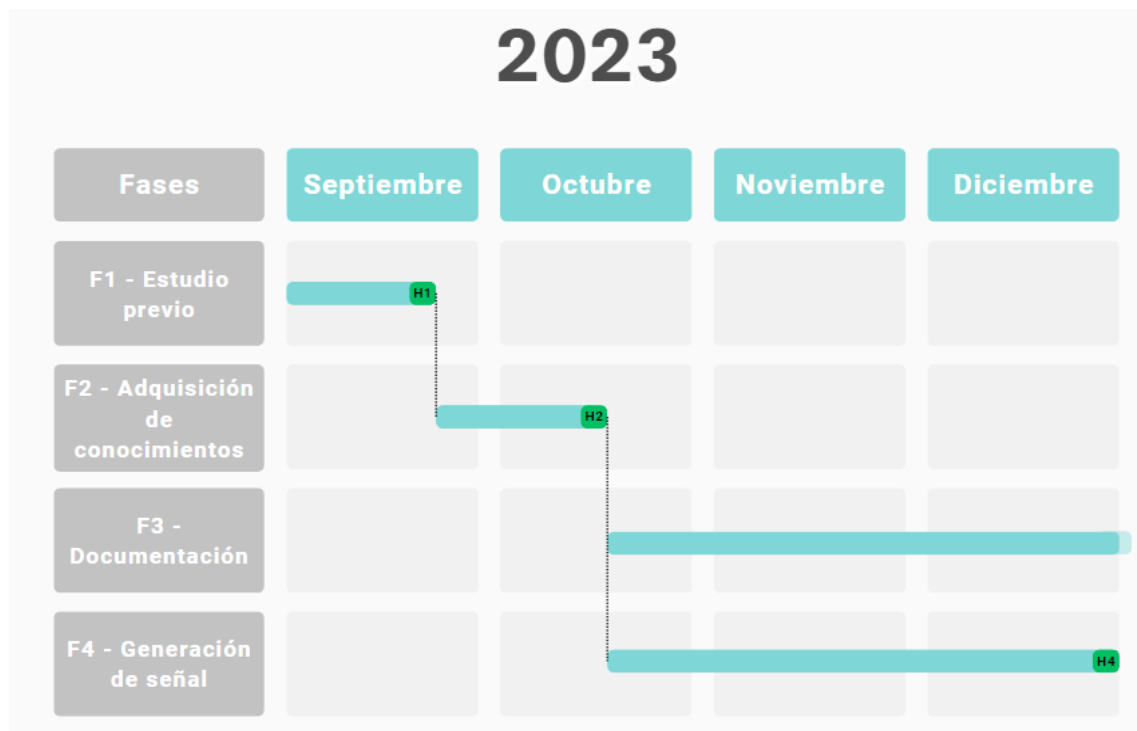 2023
Fases
Septiembre
Octubre
Noviembre
Diciembre
F1 - Estudio
previo
H1
F2 - Adquisición
de
conocimientos
H2
F3 -
Documentación
F4 - Generación
de señal
H4